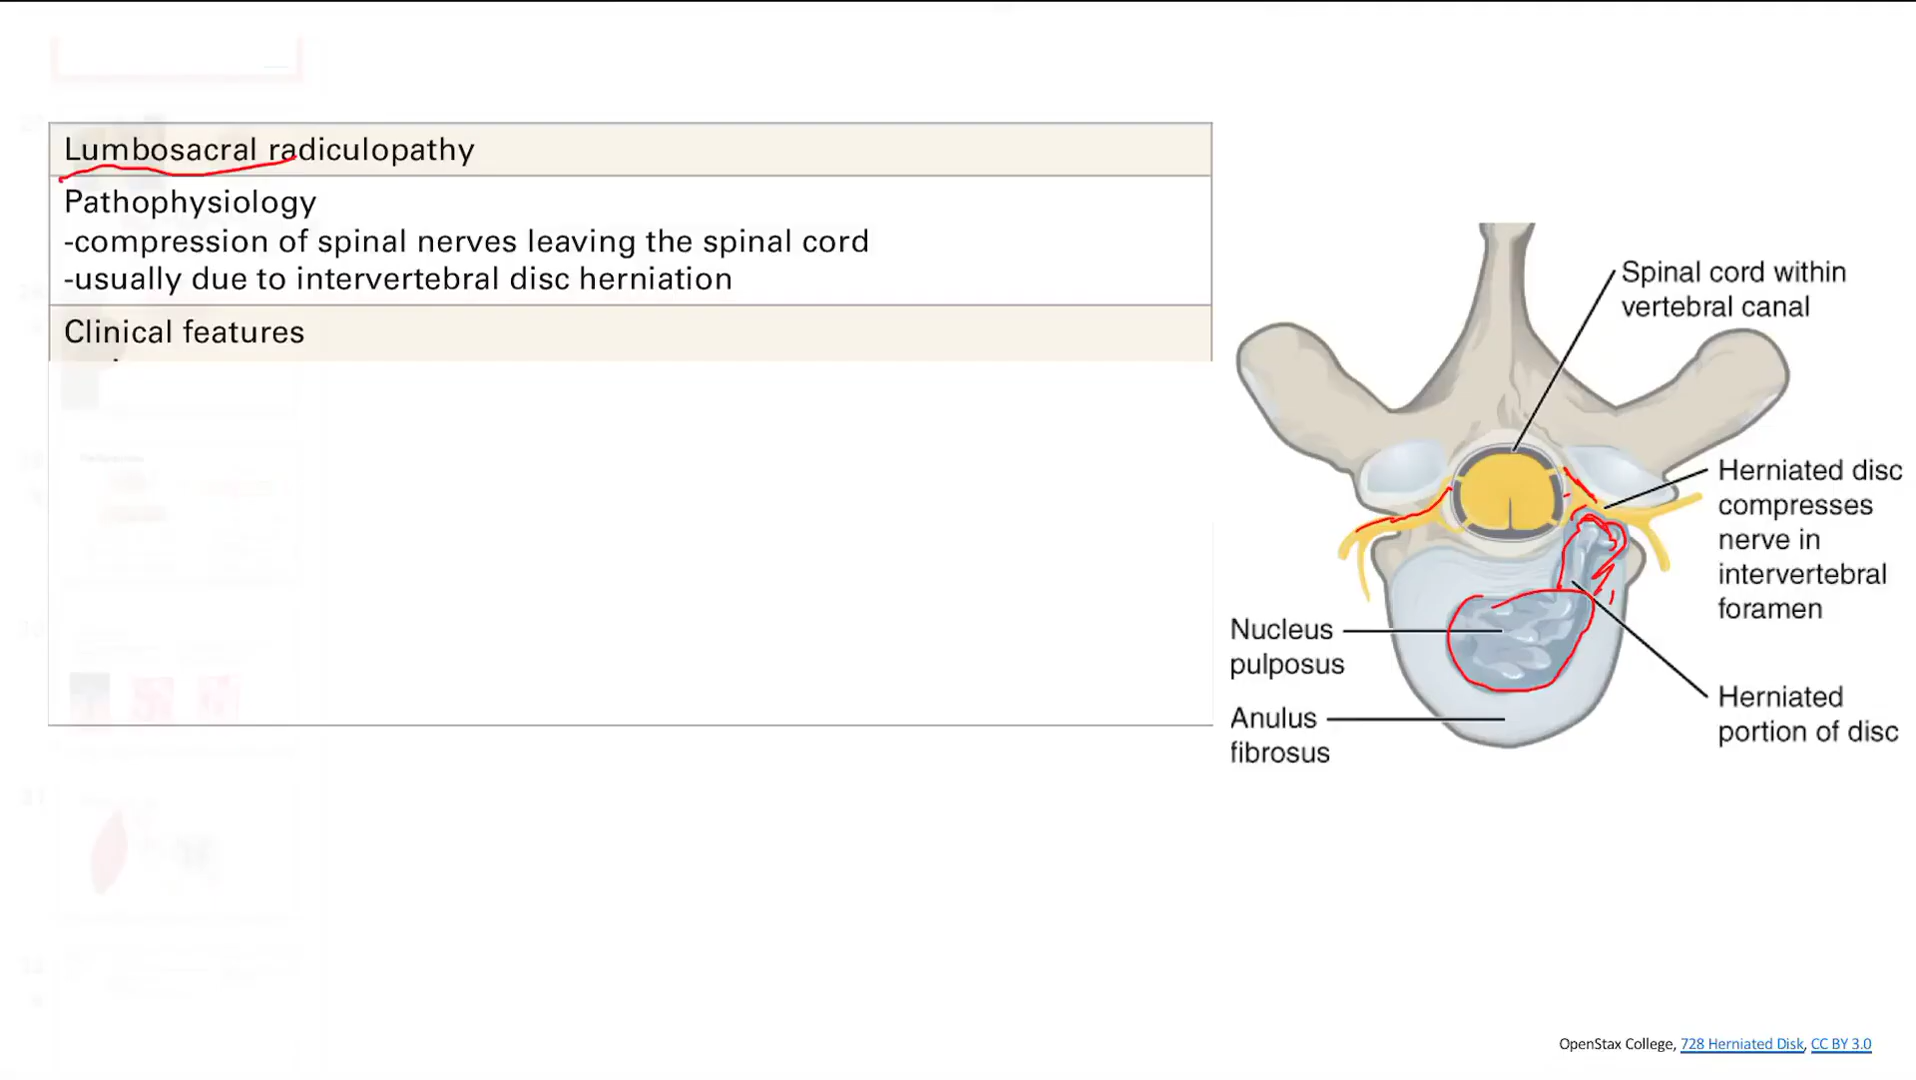 Lumbosacral radiculopathy
Pathophysiology
-compression of spinal nerves leaving the spinal cord
-usually due to intervertebral disc herniation
Clinical features
Spinal cord within
vertebral canal
Herniated disc
compresses
nerve in
intervertebral
foramen
Nucleus
pulposus
Anulus
fibrosus
Herniated
portion of disc
OpenStax College, 728 Herniated Disk, CC BY 3.0